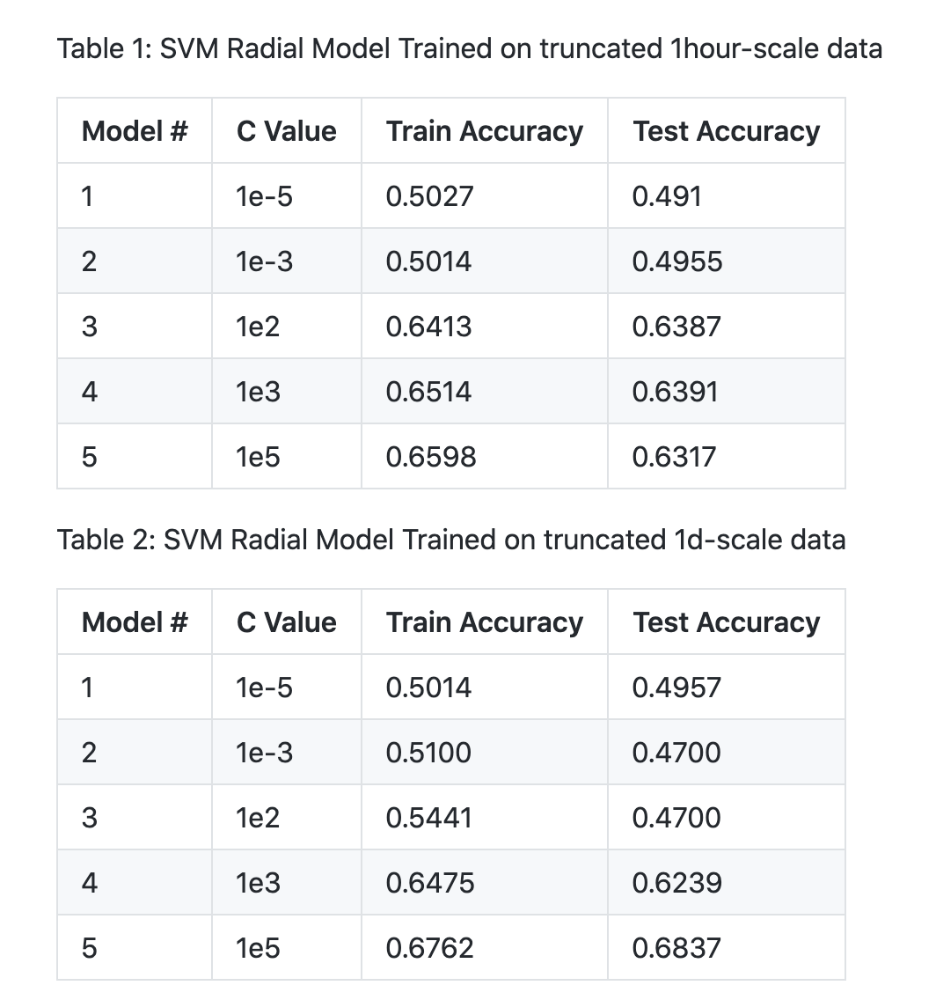 Table 1: SVM Radial Model Trained on truncated 1hour-scale data
Model # C Value Train Accuracy Test Accuracy
1 1e-5 0.5027 0.491
2 1e-3 0.5014 0.4955
3 1e2 0.6413 0.6387
4 1e3 0.6514 0.6391
5 1e5 0.6598 0.6317
Table 2: SVM Radial Model Trained on truncated 1d-scale data
Model # C Value Train Accuracy Test Accuracy
1 1e-5 0.5014 0.4957
2 1e-3 0.5100 0.4700
3 1e2 0.5441 0.4700
4 1e3 0.6475 0.6239
5 1e5 0.6762 0.6837